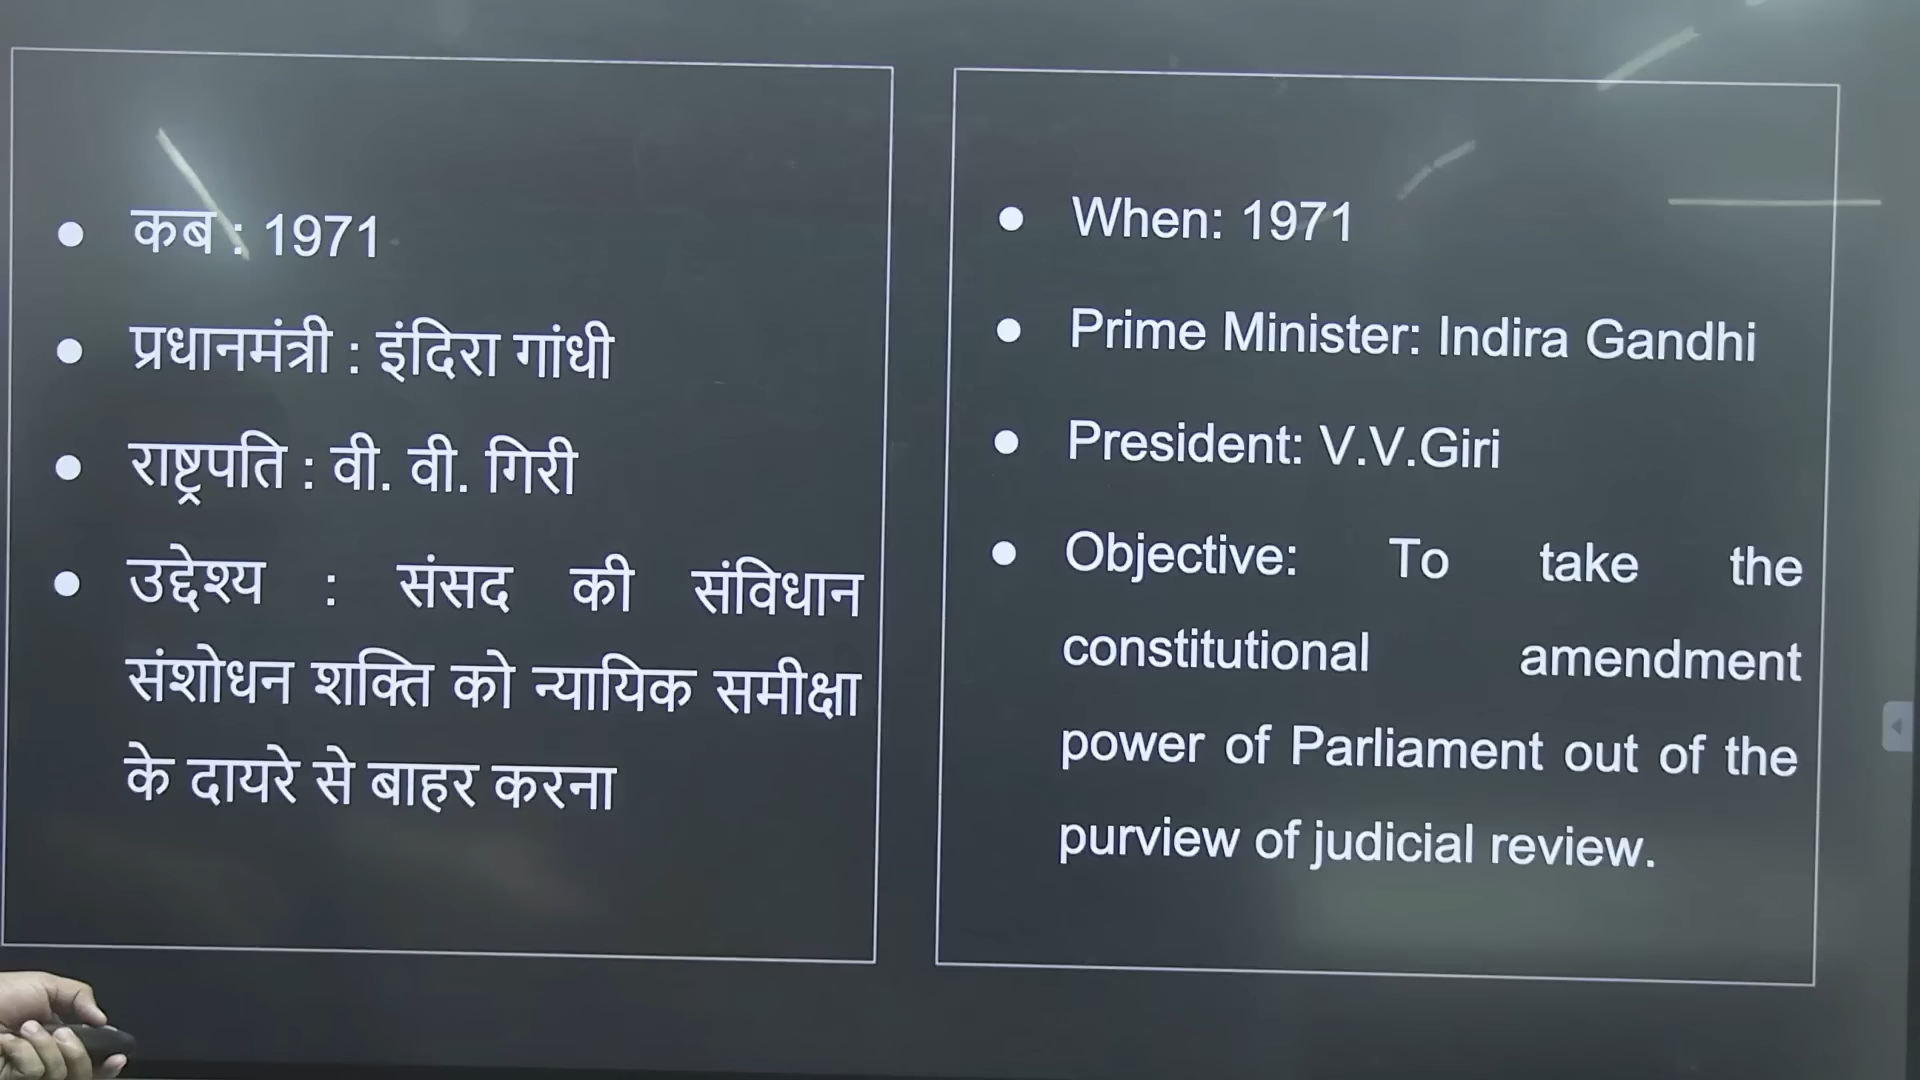 • कब : 1971
• प्रधानमंत्री : इंदिरा गांधी
• राष्ट्रपति : वी. वी. गिरी
• उद्देश्य : संसद की संविधान
संशोधन शक्ति को न्यायिक समीक्षा
के दायरे से बाहर करना
• When: 1971
• Prime Minister: Indira Gandhi
• President: V.V.Giri
• Objective: To take the
constitutional amendment
power of Parliament out of the
purview of judicial review.